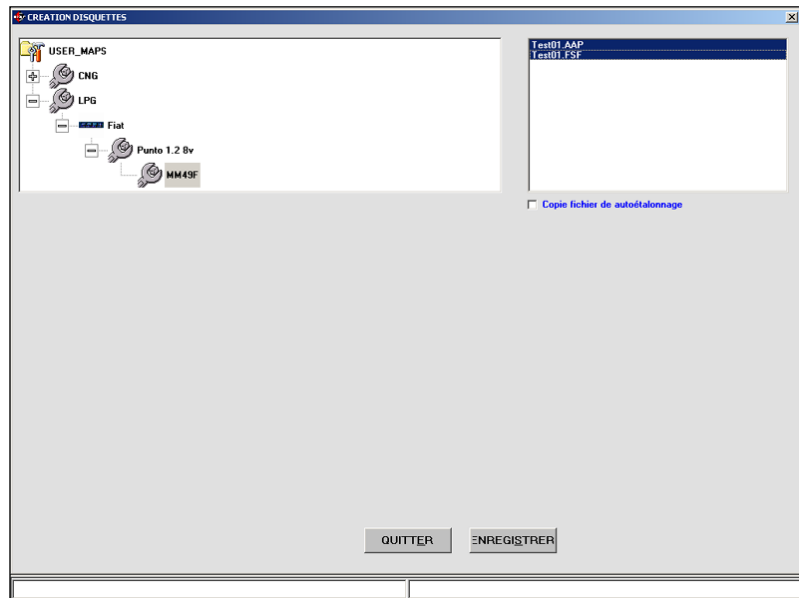 CREATION DISQUETTES
USER_MAPS
CNG
LPG
Fiat
Punto 1.2 8v
MM49F
Test01.AAP
Test01.FSF
Copie fichier de autoétalonnage
QUITTER
ENREGISTRER